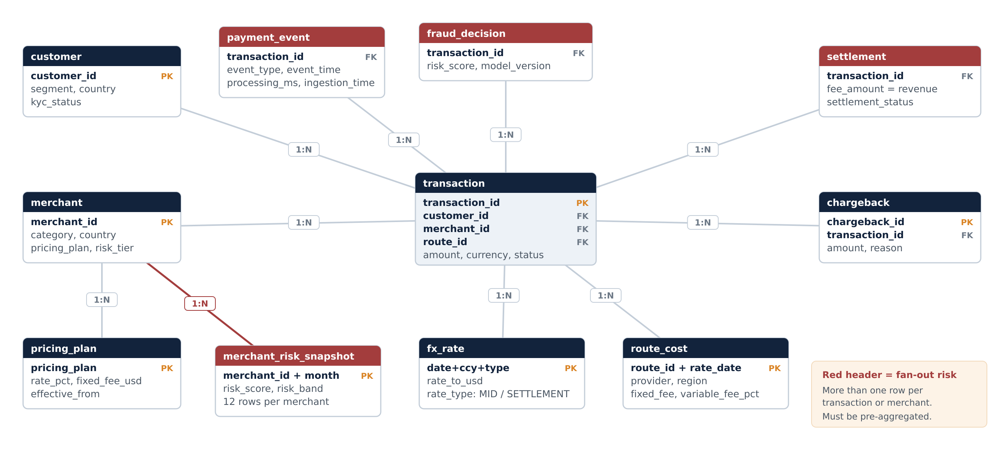 customer
customer_id PK
segment, country
kyc_status
payment_event
transaction_id FK
event_type, event_time
processing_ms, ingestion_time
fraud_decision
transaction_id FK
risk_score, model_version
settlement
transaction_id FK
fee_amount = revenue
settlement_status
1:N
1:N
1:N
1:N
merchant
merchant_id PK
category, country
pricing_plan, risk_tier
1:N
transaction
transaction_id PK
customer_id FK
merchant_id FK
route_id FK
amount, currency, status
1:N
chargeback
chargeback_id PK
transaction_id FK
amount, reason
1:N
1:N
1:N
1:N
pricing_plan
pricing_plan PK
rate_pct, fixed_fee_usd
effective_from
merchant_risk_snapshot
merchant_id + month PK
risk_score, risk_band
12 rows per merchant
fx_rate
date+ccy+type PK
rate_to_usd
rate_type: MID / SETTLEMENT
route_cost
route_id + rate_date PK
provider, region
fixed_fee, variable_fee_pct
Red header = fan-out risk
More than one row per
transaction or merchant.
Must be pre-aggregated.